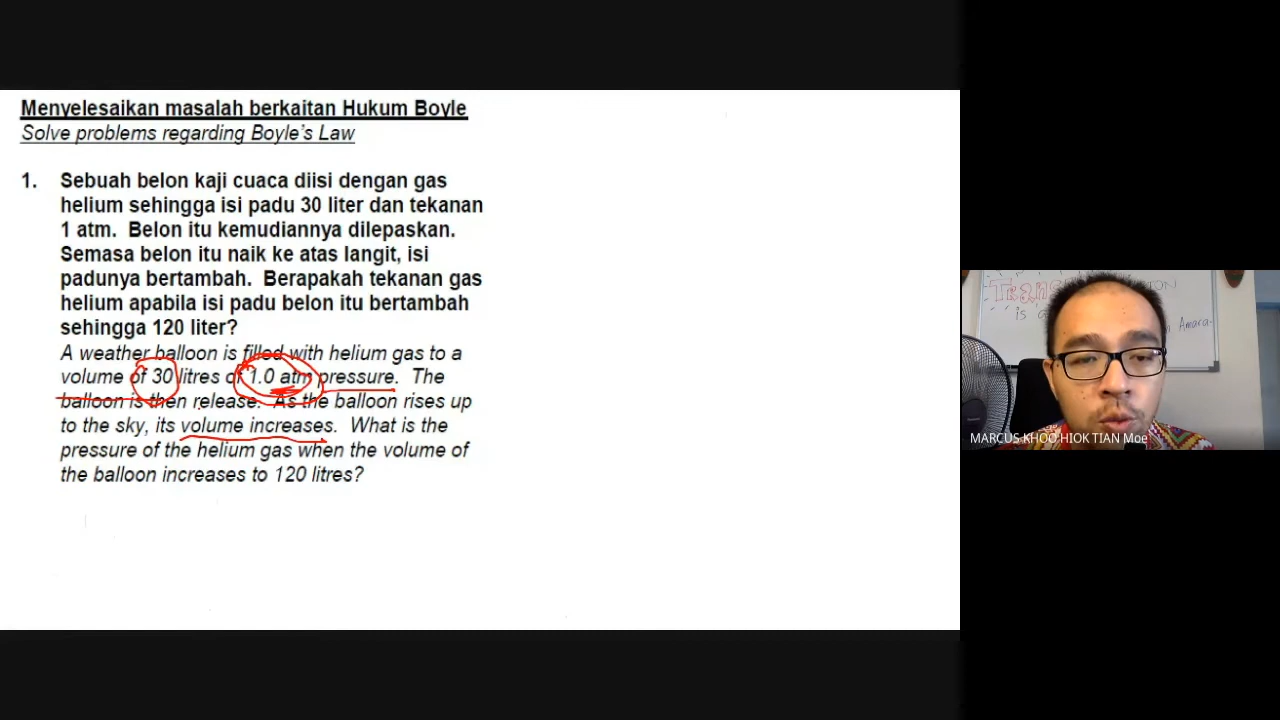 Menyelesaikan masalah berkaitan Hukum Boyle
Solve problems regarding Boyle's Law
1. Sebuah belon kaji cuaca diisi dengan gas
helium sehingga isi padu 30 liter dan tekanan
1 atm. Belon itu kemudiannya dilepaskan.
Semasa belon itu naik ke atas langit, isi
padunya bertambah. Berapakah tekanan gas
helium apabila isi padu belon itu bertambah
sehingga 120 liter?
A weather balloon is filled with helium gas to a
volume of 30 litres of 1.0 atm pressure. The
balloon is then release. As the balloon rises up
to the sky, its volume increases. What is the
pressure of the helium gas when the volume of
the balloon increases to 120 litres?
is a
Amara.
MARCUS KHOO HIOK TIAN Moe